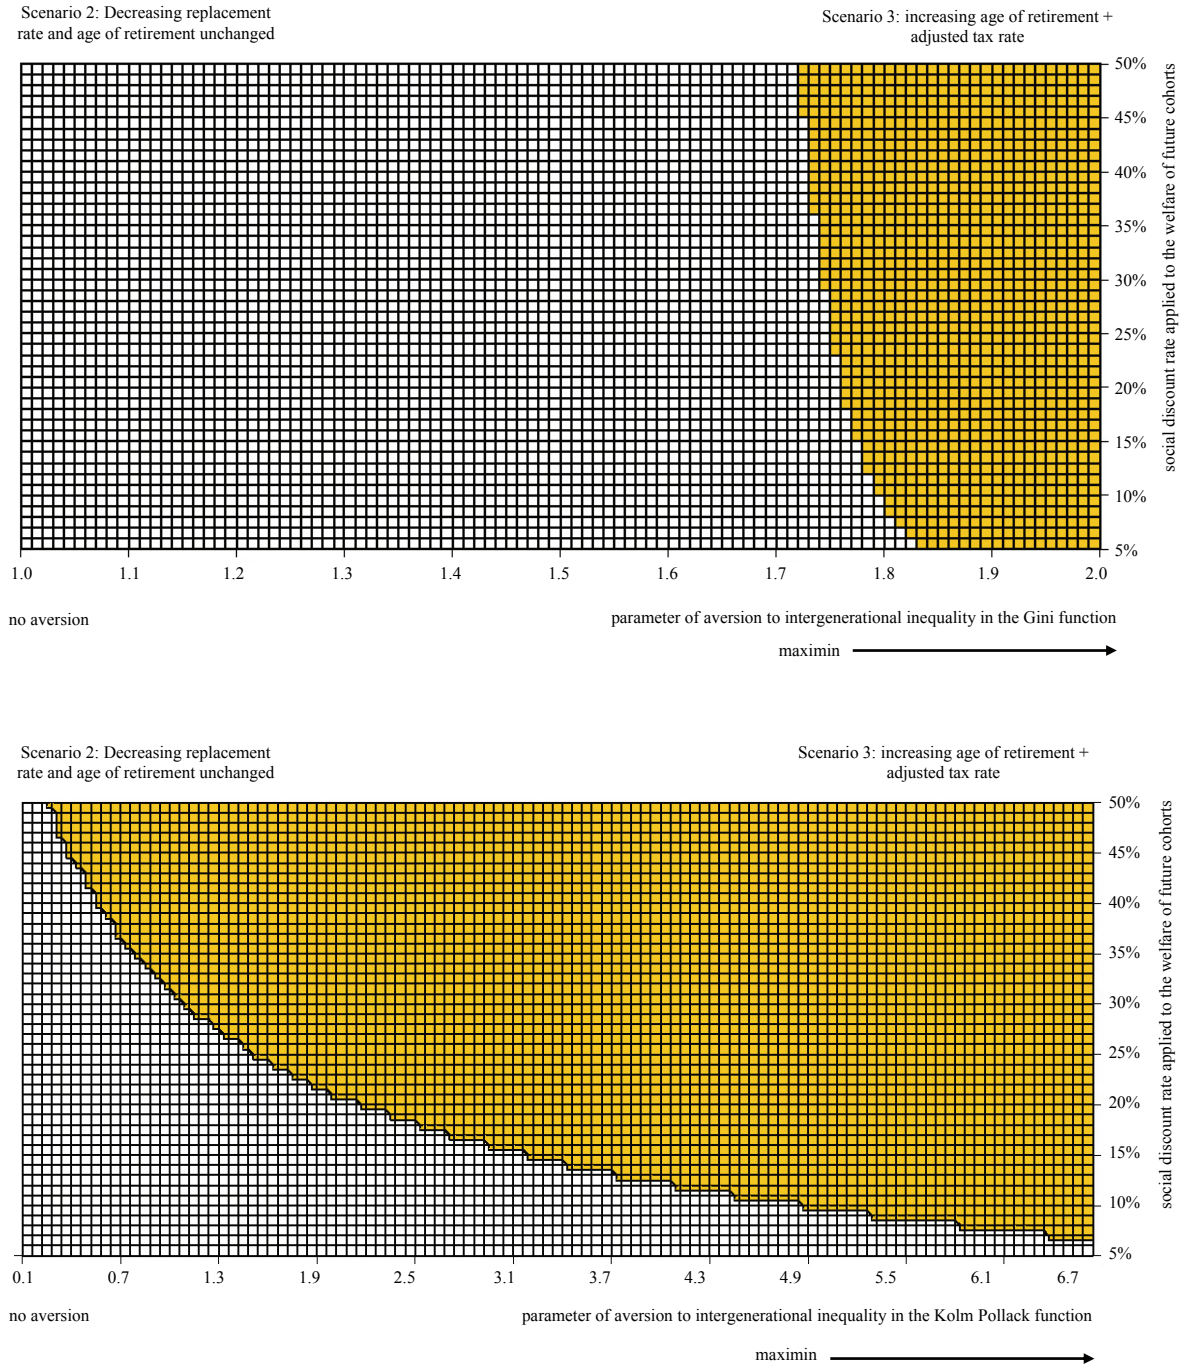 Scenario 2: Decreasing replacement
rate and age of retirement unchanged
Scenario 3: increasing age of retirement +
adjusted tax rate
50%
45%
40%
35%
30%
25%
20%
15%
10%
5%
social discount rate applied to the welfare of future cohorts
1.0 1.1 1.2 1.3 1.4 1.5 1.6 1.7 1.8 1.9 2.0
no aversion
parameter of aversion to intergenerational inequality in the Gini function
maximin
Scenario 2: Decreasing replacement
rate and age of retirement unchanged
Scenario 3: increasing age of retirement +
adjusted tax rate
50%
45%
40%
35%
30%
25%
20%
15%
10%
5%
social discount rate applied to the welfare of future cohorts
0.1 0.7 1.3 1.9 2.5 3.1 3.7 4.3 4.9 5.5 6.1 6.7
no aversion
parameter of aversion to intergenerational inequality in the Kolm Pollack function
maximin